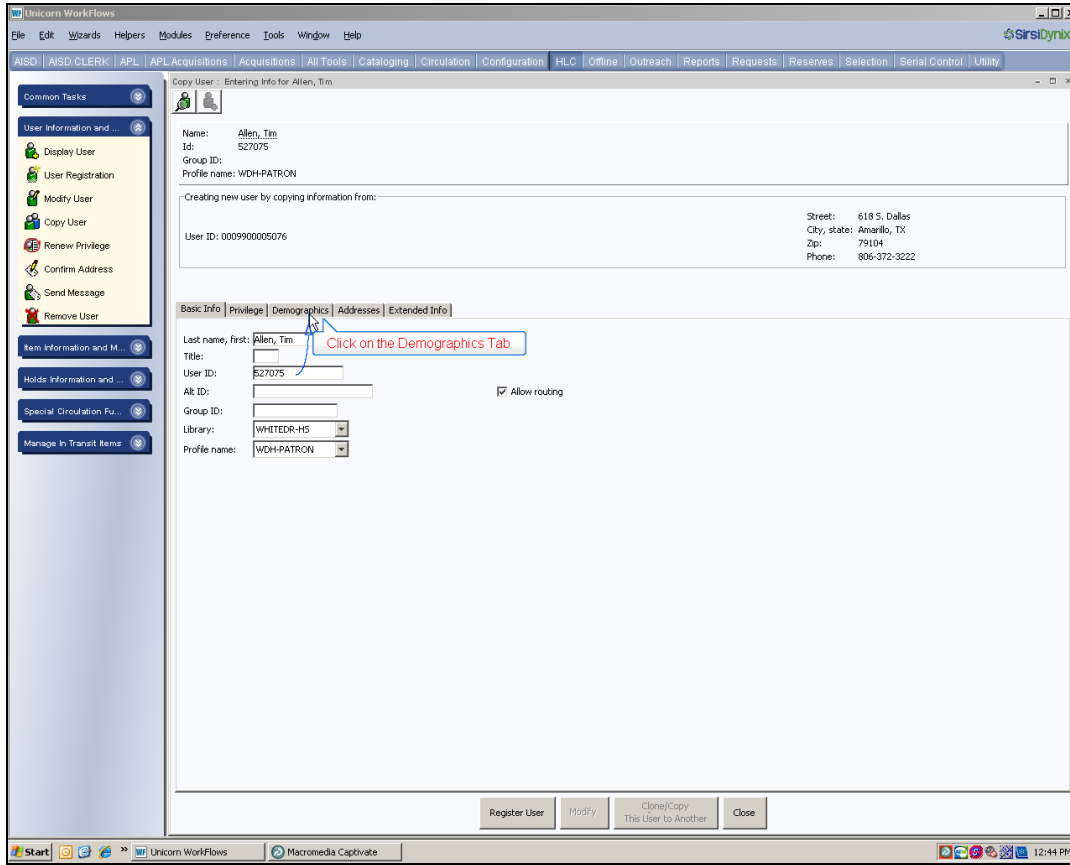 WF Unicorn WorkFlows
File Edit Wizards Helpers Modules Preference Tools Window Help
SirsiDynix
AISD AISD CLERK APL APL Acquisitions Acquisitions All Tools Cataloging Circulation Configuration HLC Offline Outreach Reports Requests Reserves Selection Serial Control Utility
Common Tasks
User Information and ...
Display User
User Registration
Modify User
Copy User
Renew Privilege
Confirm Address
Send Message
Remove User
Item Information and M...
Holds Information and ...
Special Circulation Fu...
Manage In Transit Items
Copy User : Entering Info for Allen, Tim
Name: Allen, Tim
Id: 527075
Group ID:
Profile name: WDH-PATRON
Creating new user by copying information from:
User ID: 0009900005076
Street: 618 S. Dallas
City, state: Amarillo, TX
Zip: 79104
Phone: 806-372-3222
Basic Info Privilege Demographics Addresses Extended Info
Click on the Demographics Tab
Last name, first: Allen, Tim
Title:
User ID: 527075
Alt ID:
Allow routing
Group ID:
Library: WHITEDR-HS
Profile name: WDH-PATRON
Register User Modify Clone/Copy
This User to Another Close
Start » WF Unicorn WorkFlows Macromedia Captivate 12:44 PM